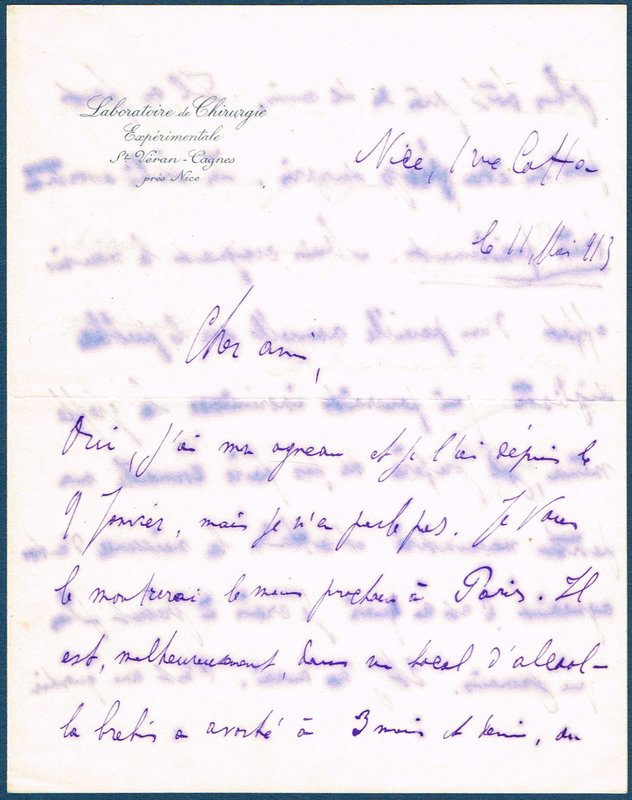 Laboratoire de Chirurgie
Expérimentale
St Véran-Cagnes
près Nice
Nice, 1 rue Cotta
le 11 Mai 913
Cher ami,
Oui, j'ai mon agneau et je l'ai depuis le
9 Janvier, mais je n'en parle pas. Je vous
le montrerai le mois prochain à Paris. Il
est, malheureusement, dans un bocal d'alcool -
la brebis a avorté à 3 mois et demi, au